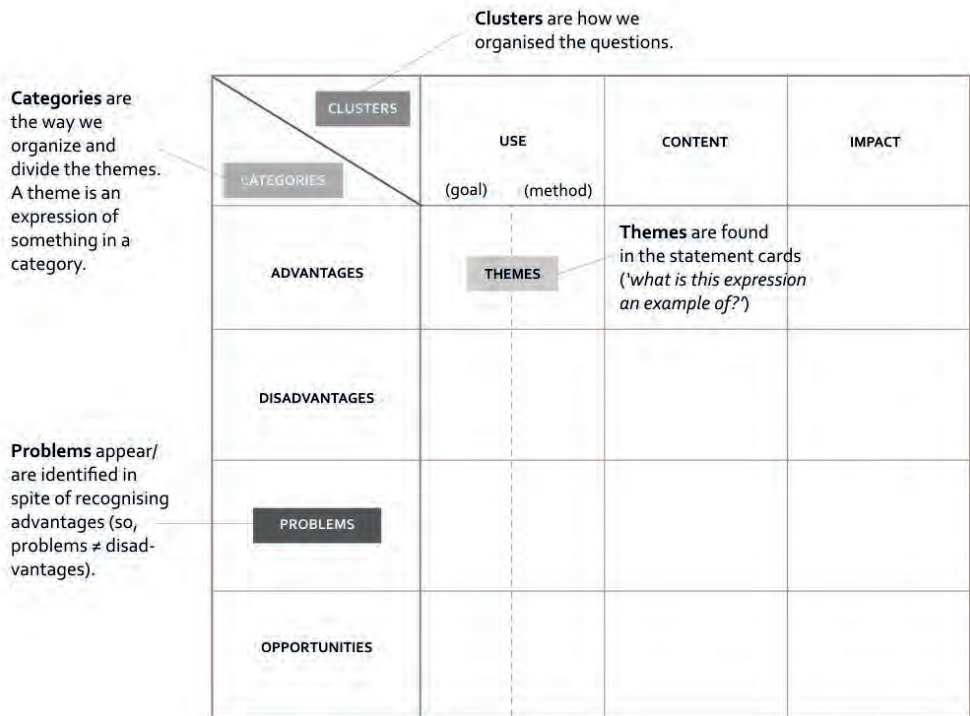 Clusters are how we
organised the questions.
Categories are
the way we
organize and
divide the themes.
A theme is an
expression of
something in a
category.
CLUSTERS
CATEGORIES
USE
(goal) (method)
CONTENT
IMPACT
ADVANTAGES
THEMES
Themes are found
in the statement cards
('what is this expression
an example of?')
DISADVANTAGES
Problems appear/
are identified in
spite of recognising
advantages (so,
problems ≠ disad-
vantages).
PROBLEMS
OPPORTUNITIES